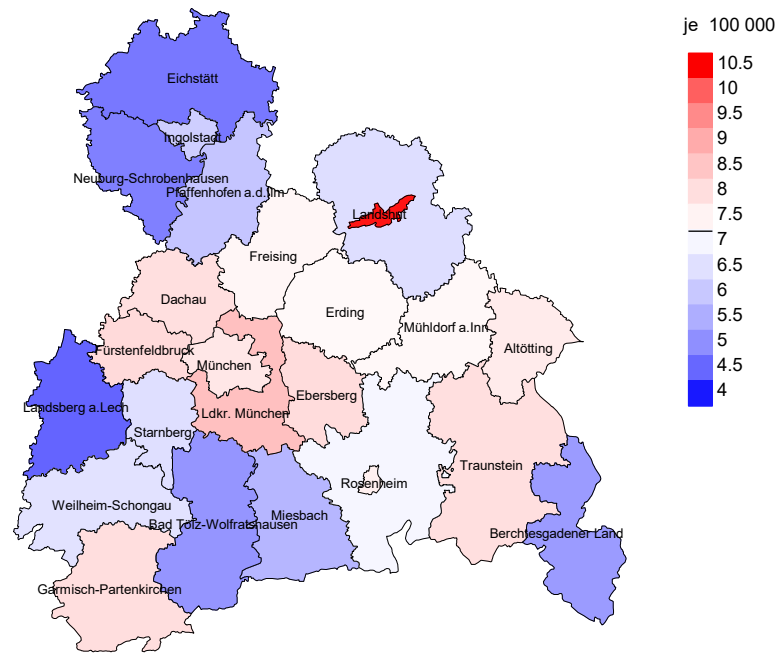 je 100 000
10.5
10
9.5
9
8.5
8
7.5
7
6.5
6
5.5
5
4.5
4
Eichstätt
Ingolstadt
Neuburg-Schrobenhausen
Pfaffenhofen a.d.Ilm
Landshut
Freising
Dachau
Erding
Mühldorf a.Inn
Altötting
Fürstenfeldbruck
München
Ebersberg
Landsberg a.Lech
Ldkr. München
Starnberg
Traunstein
Rosenheim
Weilheim-Schongau
Miesbach
Bad Tölz-Wolfratshausen
Berchtesgadener Land
Garmisch-Partenkirchen